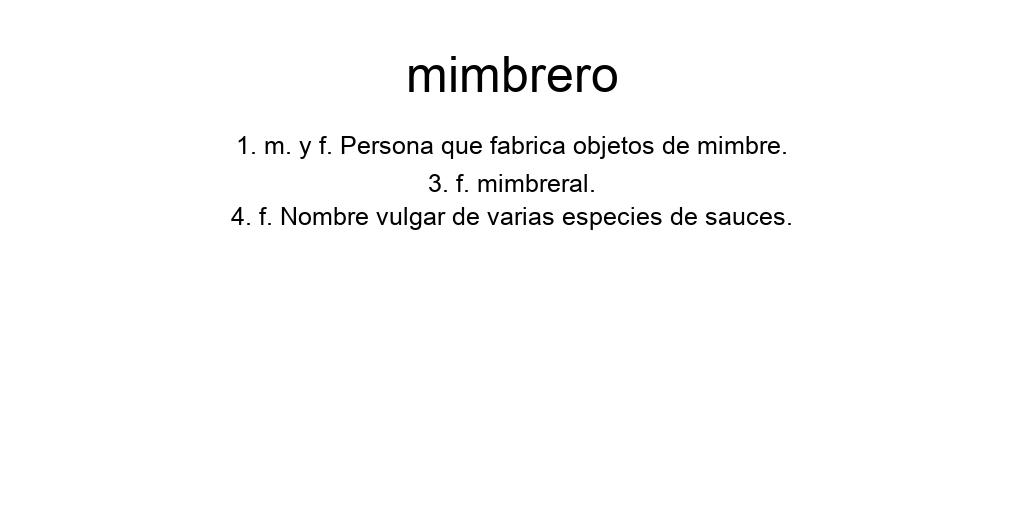 mimbrero
1. m. y f. Persona que fabrica objetos de mimbre.
3. f. mimbreral.
4. f. Nombre vulgar de varias especies de sauces.